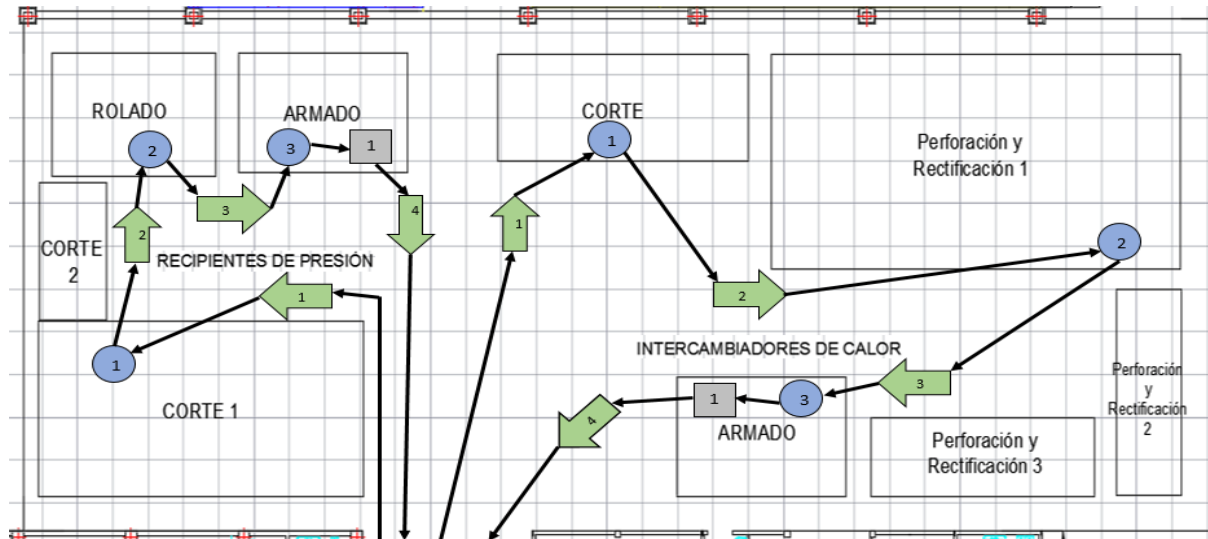 ROLADO
2
3
ARMADO
3
1
4
CORTE
2
2
RECIPIENTES DE PRESIÓN
1
1
CORTE 1
CORTE
1
1
2
Perforación y
Rectificación 1
2
INTERCAMBIADORES DE CALOR
3
3
1
4
ARMADO
Perforación y
Rectificación 3
Perforación
y
Rectificación
2